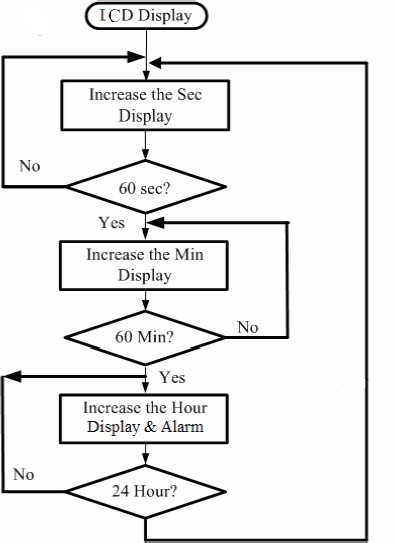 LCD Display
Increase the Sec
Display
No
60 sec?
Yes
Increase the Min
Display
60 Min?
No
Yes
Increase the Hour
Display & Alarm
No
24 Hour?